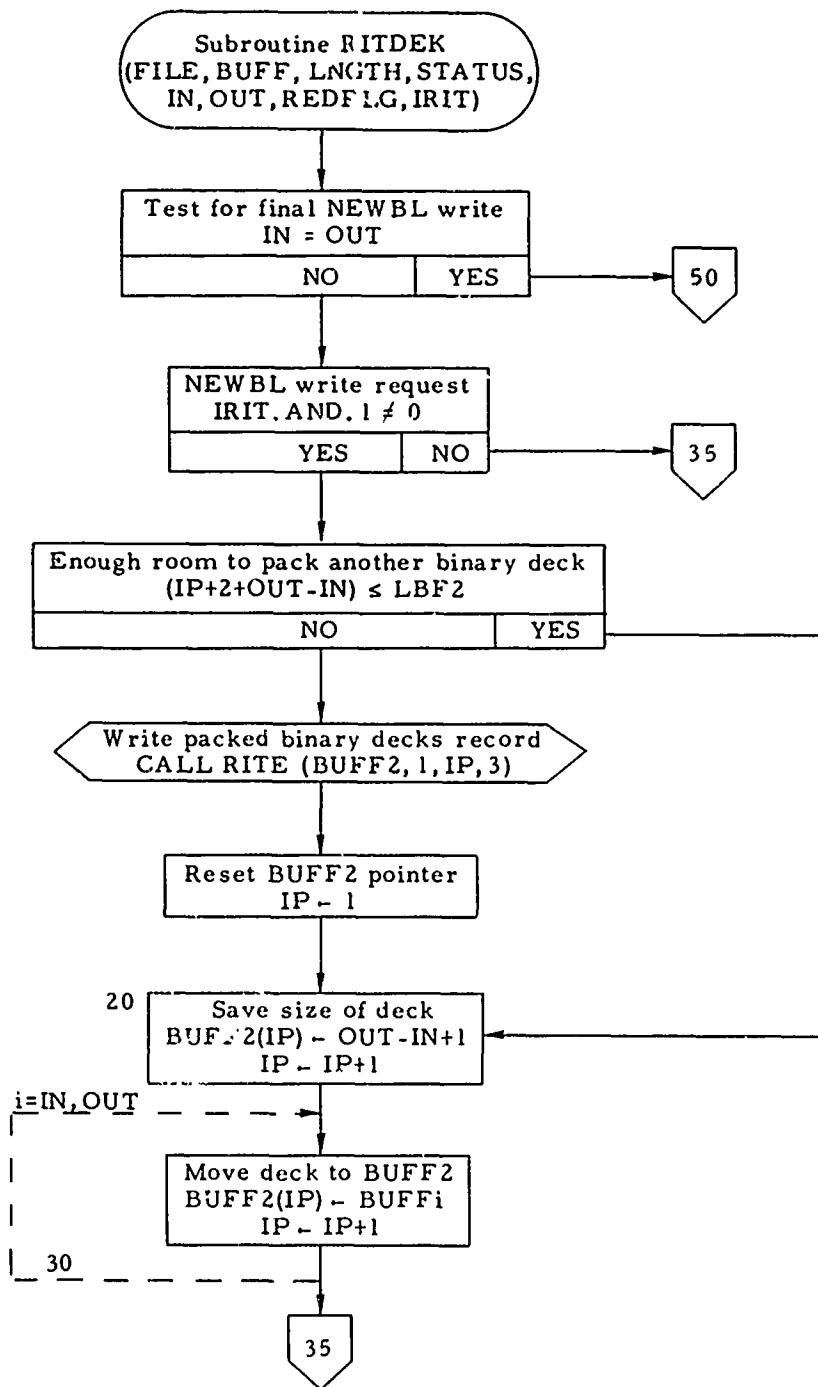 Subroutine RITDEK
(FILE, BUFF, LNGTH, STATUS,
IN, OUT, REDFLG, IRIT)
Test for final NEWBL write
IN = OUT
NO
YES
50
NEWBL write request
IRIT. AND. 1 ≠ 0
YES
NO
35
Enough room to pack another binary deck
(IP+2+OUT-IN) ≤ LBF2
NO
YES
Write packed binary decks record
CALL RITE (BUFF2, 1, IP, 3)
Reset BUFF2 pointer
IP ← 1
20
Save size of deck
BUFF2(IP) ← OUT-IN+1
IP ← IP+1
i=IN, OUT
Move deck to BUFF2
BUFF2(IP) ← BUFFi
IP ← IP+1
30
35